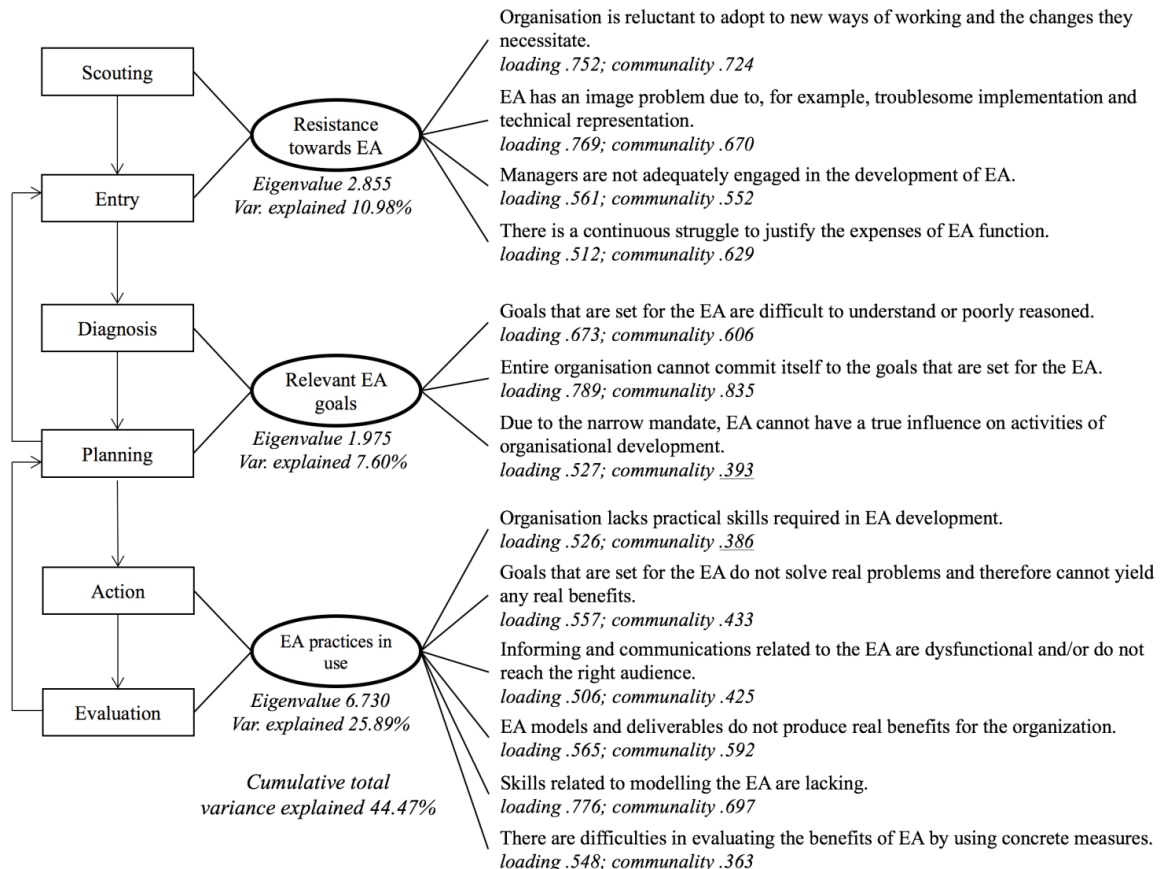 Scouting
Entry
Diagnosis
Planning
Action
Evaluation
Resistance
towards EA
Eigenvalue 2.855
Var. explained 10.98%
Relevant EA
goals
Eigenvalue 1.975
Var. explained 7.60%
EA practices in
use
Eigenvalue 6.730
Var. explained 25.89%
Cumulative total
variance explained 44.47%
Organisation is reluctant to adopt to new ways of working and the changes they
necessitate.
loading .752; communality .724
EA has an image problem due to, for example, troublesome implementation and
technical representation.
loading .769; communality .670
Managers are not adequately engaged in the development of EA.
loading .561; communality .552
There is a continuous struggle to justify the expenses of EA function.
loading .512; communality .629
Goals that are set for the EA are difficult to understand or poorly reasoned.
loading .673; communality .606
Entire organisation cannot commit itself to the goals that are set for the EA.
loading .789; communality .835
Due to the narrow mandate, EA cannot have a true influence on activities of
organisational development.
loading .527; communality .393
Organisation lacks practical skills required in EA development.
loading .526; communality .386
Goals that are set for the EA do not solve real problems and therefore cannot yield
any real benefits.
loading .557; communality .433
Informing and communications related to the EA are dysfunctional and/or do not
reach the right audience.
loading .506; communality .425
EA models and deliverables do not produce real benefits for the organization.
loading .565; communality .592
Skills related to modelling the EA are lacking.
loading .776; communality .697
There are difficulties in evaluating the benefits of EA by using concrete measures.
loading .548; communality .363